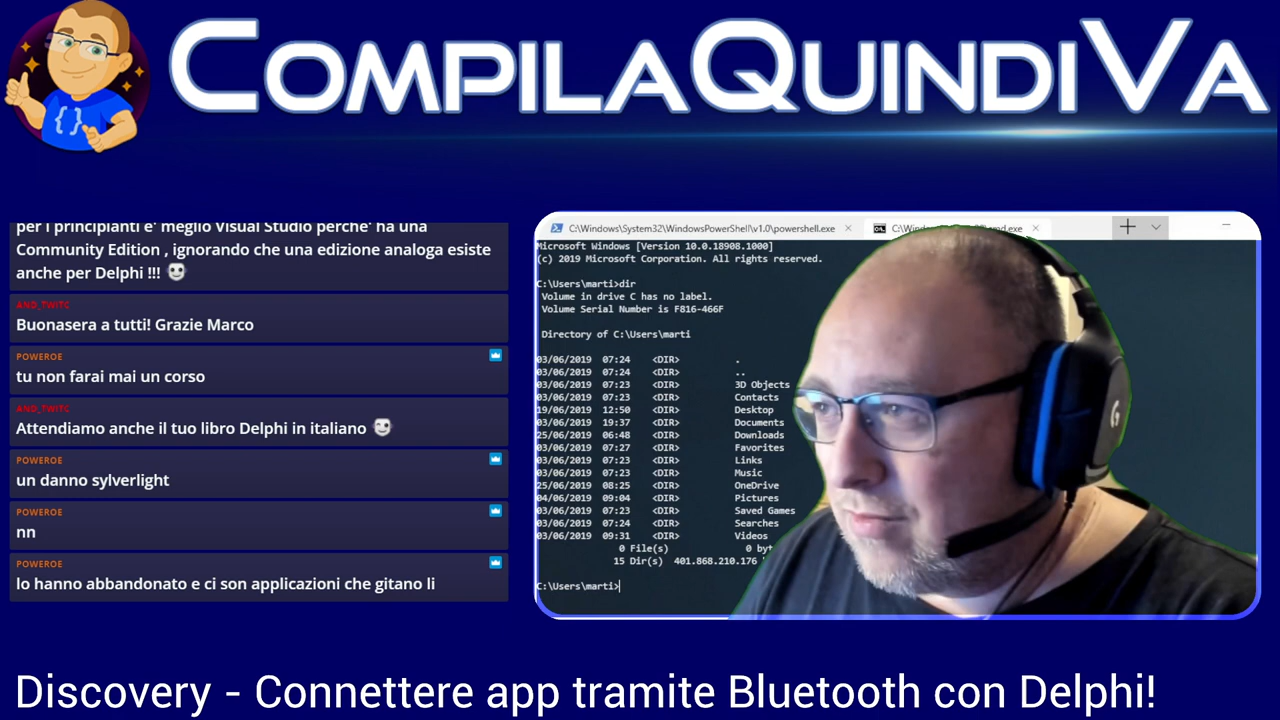 COMPILAQUINDIVA
{ }
per i principianti e' meglio Visual Studio perche' ha una
Community Edition , ignorando che una edizione analoga esiste
anche per Delphi !!!
AND_TWITC
Buonasera a tutti! Grazie Marco
POWEROE
tu non farai mai un corso
AND_TWITC
Attendiamo anche il tuo libro Delphi in italiano
POWEROE
un danno sylverlight
POWEROE
nn
POWEROE
lo hanno abbandonato e ci son applicazioni che gitano li
C:\Windows\System32\WindowsPowerShell\v1.0\powershell.exe
C:\Windows\ cmd.exe
Microsoft Windows [Version 10.0.18908.1000]
(c) 2019 Microsoft Corporation. All rights reserved.
C:\Users\marti>dir
Volume in drive C has no label.
Volume Serial Number is F816-466F
Directory of C:\Users\marti
03/06/2019 07:24 <DIR> .
03/06/2019 07:24 <DIR> ..
03/06/2019 07:23 <DIR> 3D Objects
03/06/2019 07:23 <DIR> Contacts
19/06/2019 12:50 <DIR> Desktop
03/06/2019 19:37 <DIR> Documents
25/06/2019 06:48 <DIR> Downloads
03/06/2019 07:27 <DIR> Favorites
03/06/2019 07:23 <DIR> Links
03/06/2019 07:23 <DIR> Music
25/06/2019 08:25 <DIR> OneDrive
04/06/2019 09:04 <DIR> Pictures
03/06/2019 07:23 <DIR> Saved Games
03/06/2019 07:24 <DIR> Searches
03/06/2019 09:31 <DIR> Videos
0 File(s) 0 byt
15 Dir(s) 401.868.210.176
C:\Users\marti>
G
Discovery - Connettere app tramite Bluetooth con Delphi!